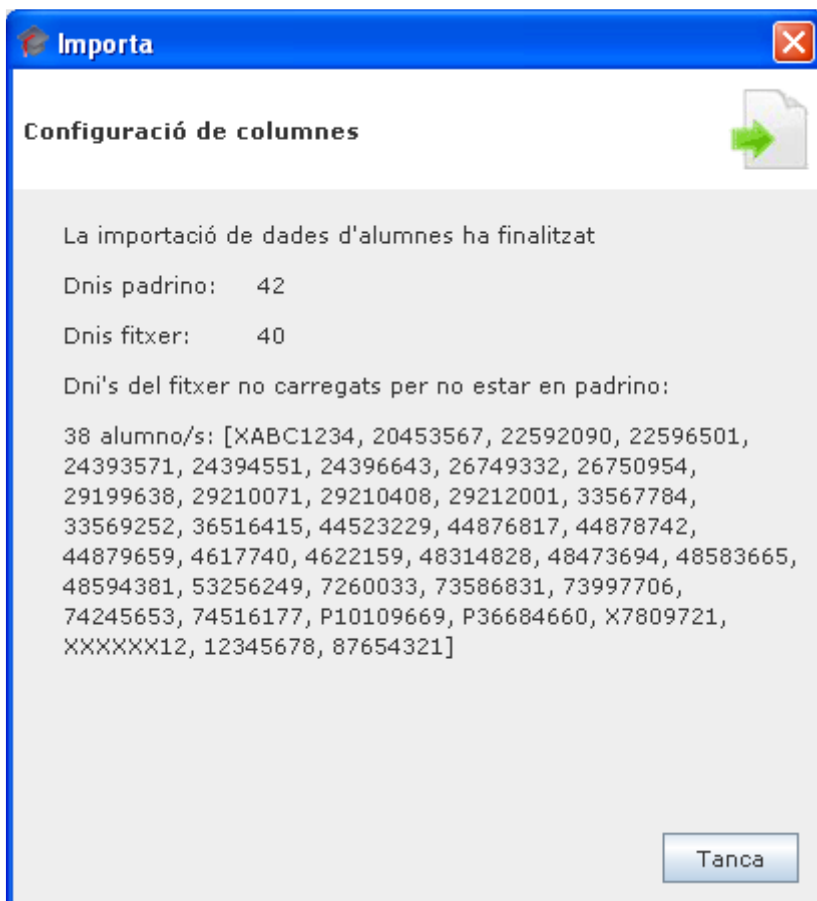 Importa
Configuració de columnes
La importació de dades d'alumnes ha finalitzat
Dnis padrino: 42
Dnis fitxer: 40
Dni's del fitxer no carregats per no estar en padrino:
38 alumno/s: [XABC1234, 20453567, 22592090, 22596501,
24393571, 24394551, 24396643, 26749332, 26750954,
29199638, 29210071, 29210408, 29212001, 33567784,
33569252, 36516415, 44523229, 44876817, 44878742,
44879659, 4617740, 4622159, 48314828, 48473694, 48583665,
48594381, 53256249, 7260033, 73586831, 73997706,
74245653, 74516177, P10109669, P36684660, X7809721,
XXXXXX12, 12345678, 87654321]
Tanca